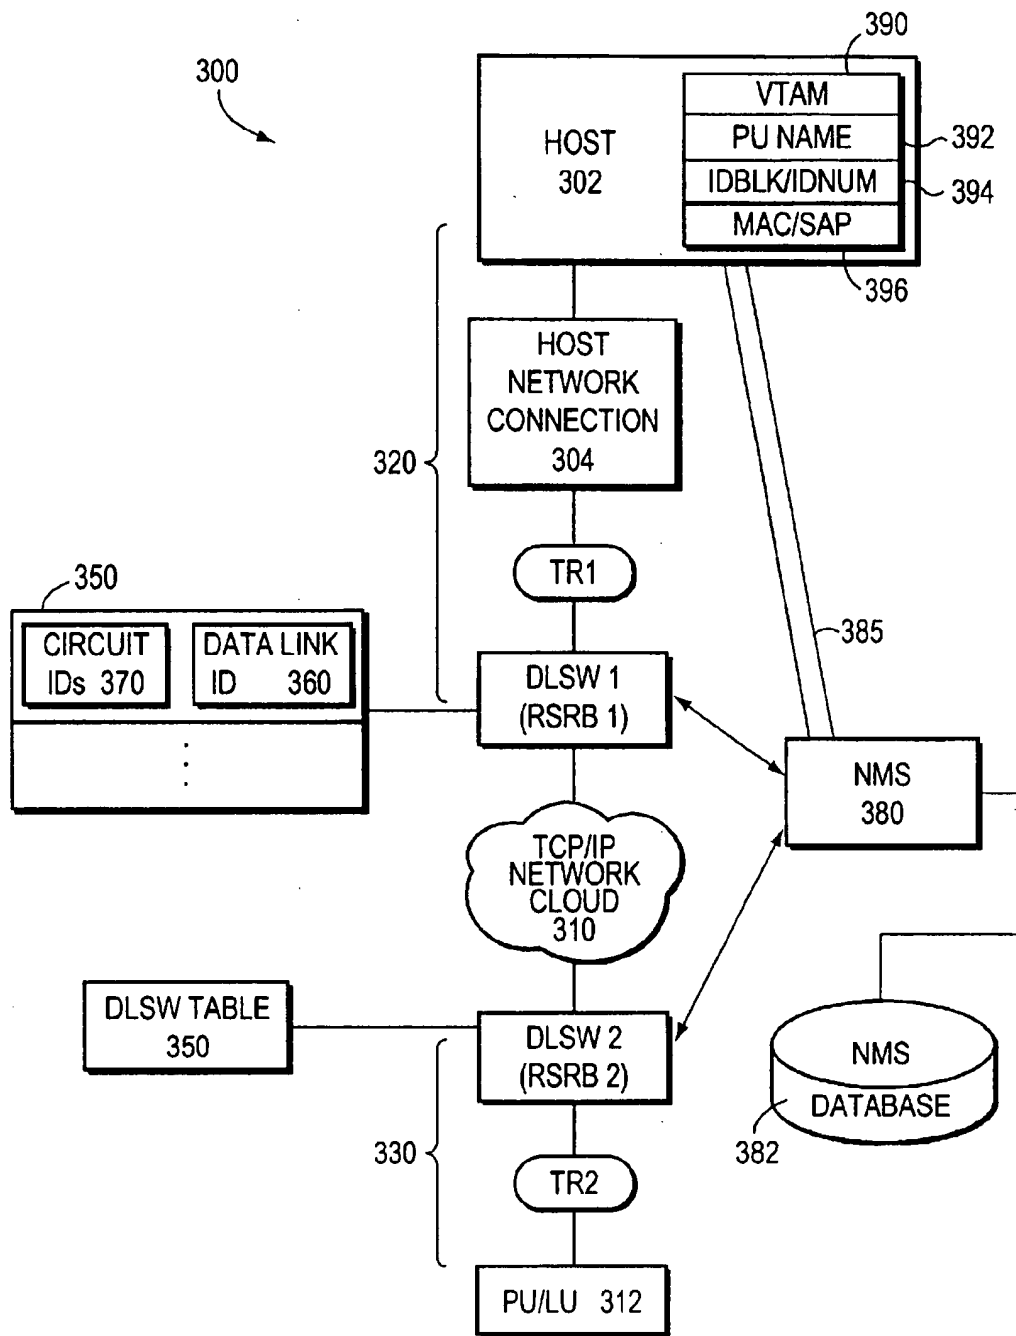 390
300
VTAM
HOST
302
PU NAME
392
IDBLK/IDNUM
394
MAC/SAP
396
HOST
NETWORK
CONNECTION
304
320
TR1
350
385
CIRCUIT
IDs 370
DATA LINK
ID 360
DLSW 1
(RSRB 1)
NMS
380
TCP/IP
NETWORK
CLOUD
310
DLSW TABLE
350
DLSW 2
(RSRB 2)
NMS
DATABASE
382
330
TR2
PU/LU 312